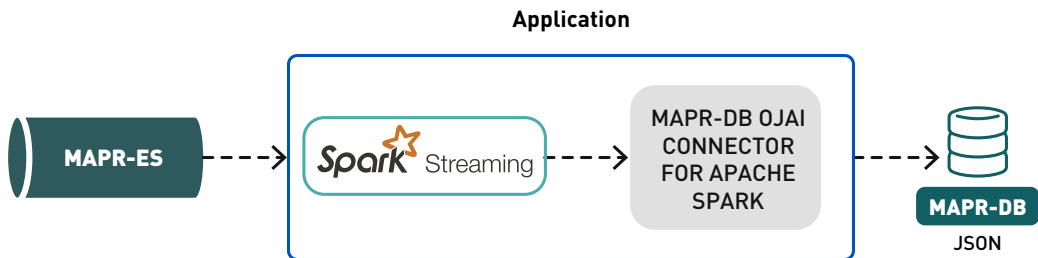 Application
MAPR-ES
Spark Streaming
MAPR-DB OJAI
CONNECTOR
FOR APACHE
SPARK
MAPR-DB
JSON